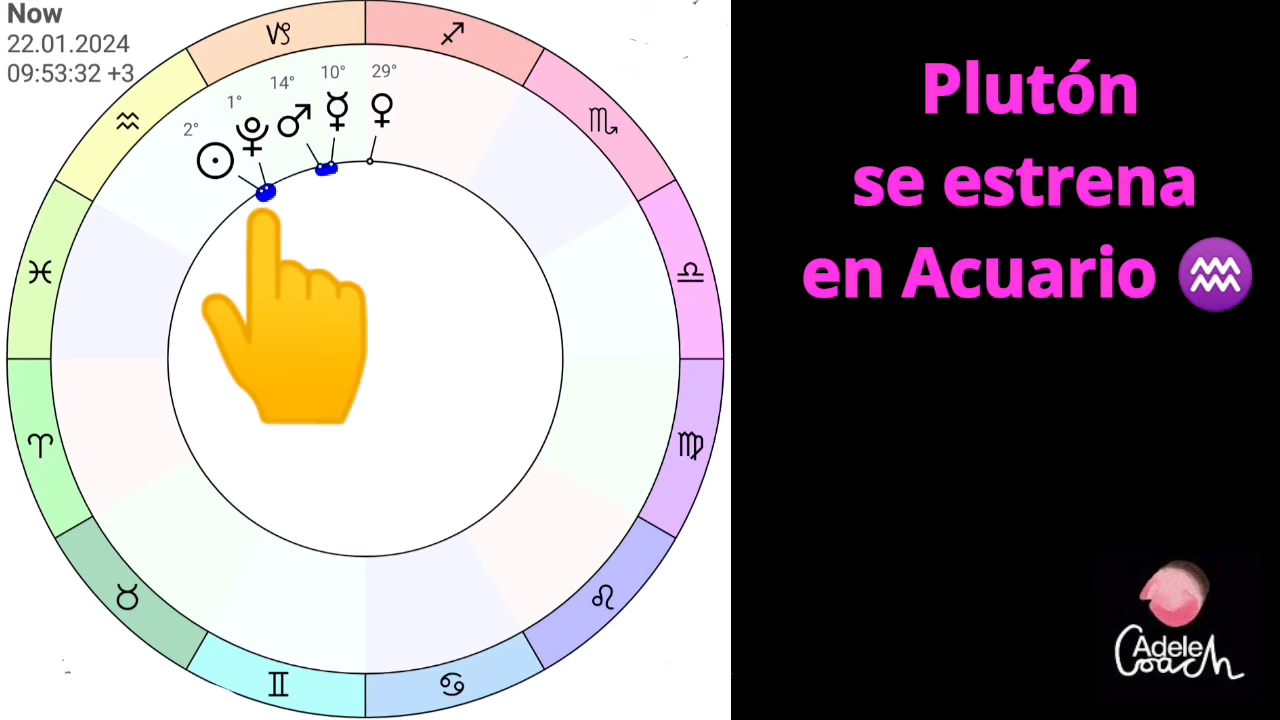 Now
22.01.2024
09:53:32 +3
♑ ♐
♒ ♏
♓ ♎
♈ ♍
♉ ♌
♊ ♋
2° 1° 14° 10° 29°
☉ ♇ ♂ ☿ ♀
Plutón
se estrena
en Acuario ♒
Adele
Coach